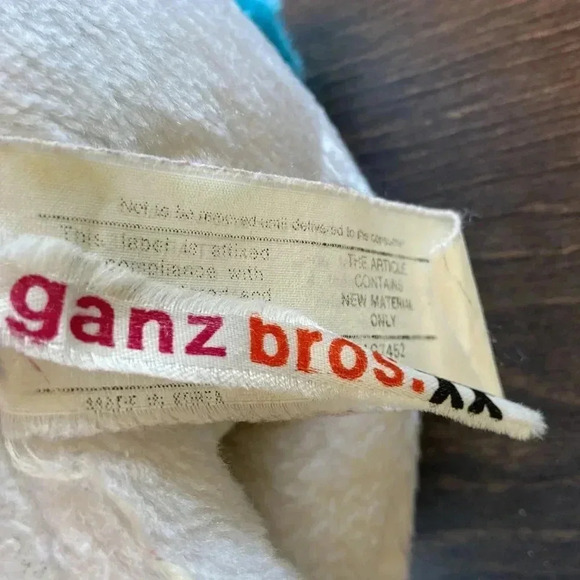 Not to be removed until delivered to the consumer
This label is affixed
compliance with
THE ARTICLE
CONTAINS
NEW MATERIAL
ONLY
ganz bros.
MADE IN KOREA